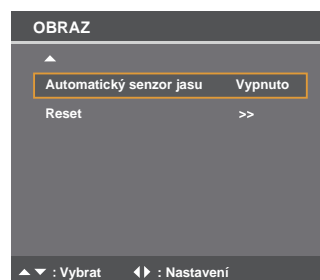 OBRAZ
Automatický senzor jasu Vypnuto
Reset >>
: Vybrat : Nastavení